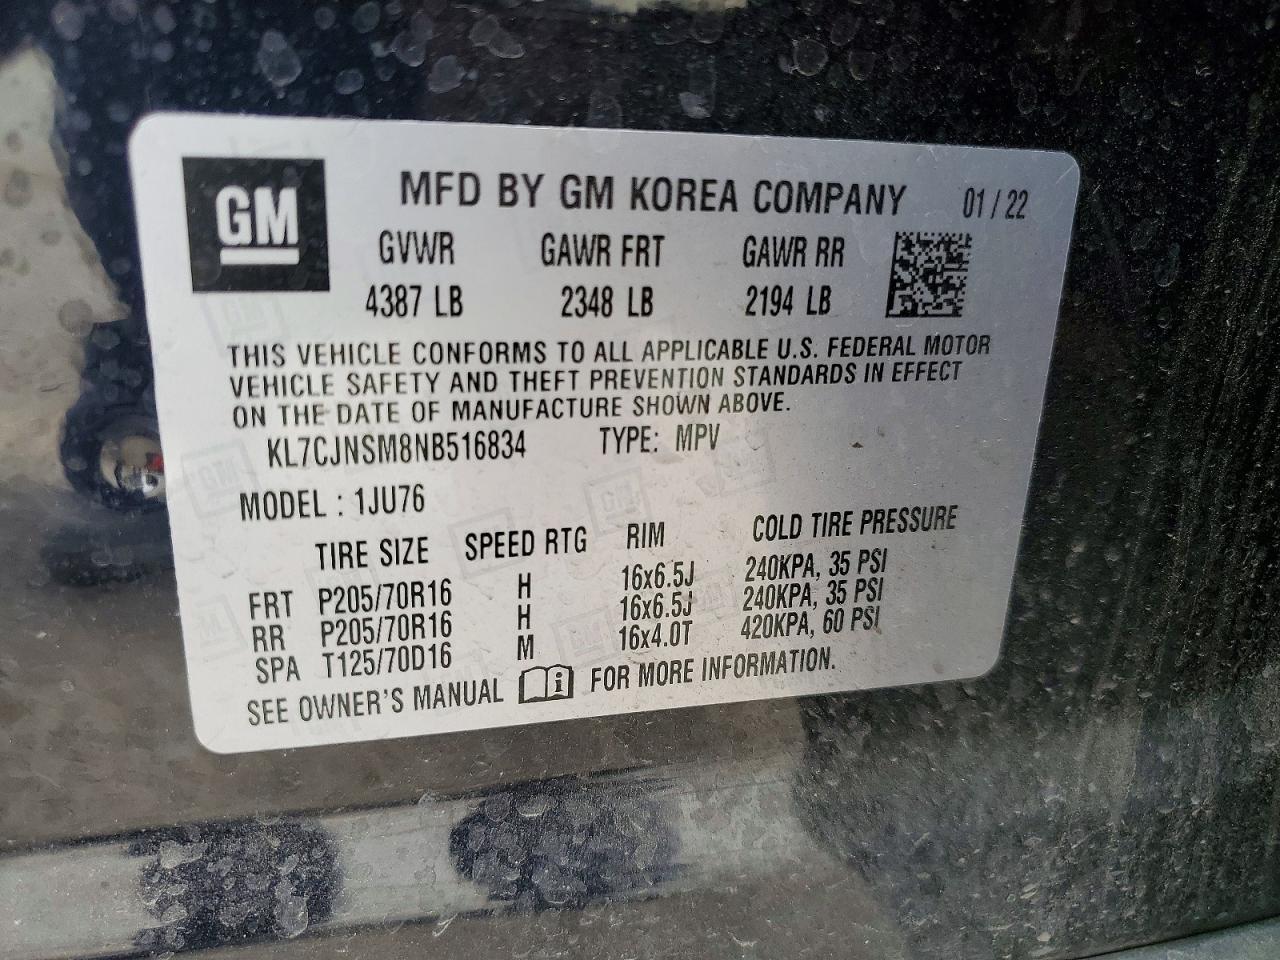 GM
MFD BY GM KOREA COMPANY 01 / 22
GVWR GAWR FRT GAWR RR
4387 LB 2348 LB 2194 LB
THIS VEHICLE CONFORMS TO ALL APPLICABLE U.S. FEDERAL MOTOR
VEHICLE SAFETY AND THEFT PREVENTION STANDARDS IN EFFECT
ON THE DATE OF MANUFACTURE SHOWN ABOVE.
KL7CJNSM8NB516834 TYPE: MPV
MODEL : 1JU76
TIRE SIZE SPEED RTG RIM COLD TIRE PRESSURE
FRT P205/70R16 H 16x6.5J 240KPA, 35 PSI
RR P205/70R16 H 16x6.5J 240KPA, 35 PSI
SPA T125/70D16 M 16x4.0T 420KPA, 60 PSI
SEE OWNER'S MANUAL i FOR MORE INFORMATION.